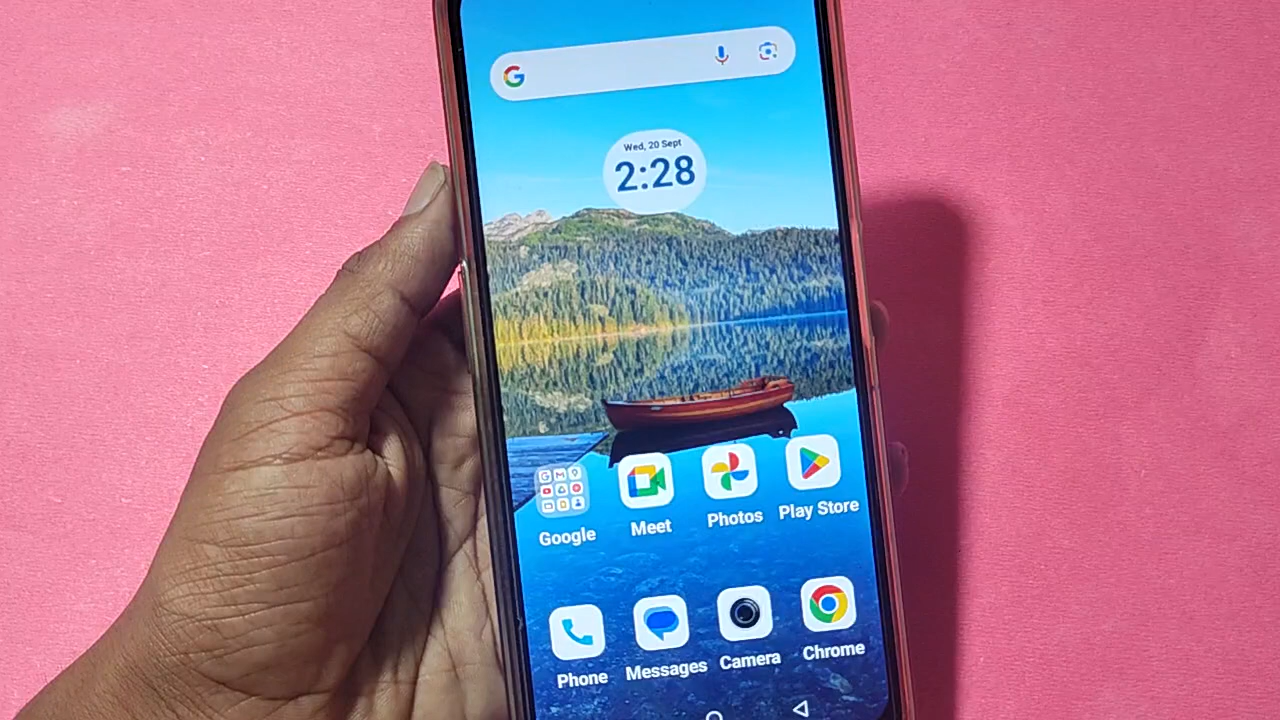 Wed, 20 Sept
2:28
Google
Meet
Photos
Play Store
Phone
Messages
Camera
Chrome